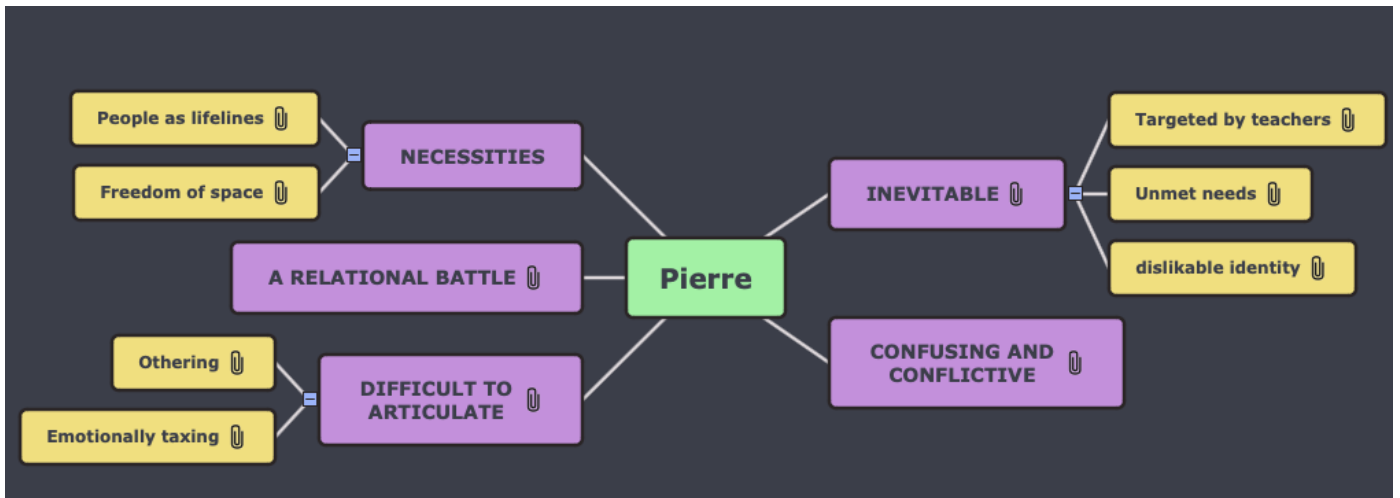 People as lifelines
Freedom of space
NECESSITIES
A RELATIONAL BATTLE
Othering
Emotionally taxing
DIFFICULT TO
ARTICULATE
Pierre
INEVITABLE
Targeted by teachers
Unmet needs
dislikable identity
CONFUSING AND
CONFLICTIVE